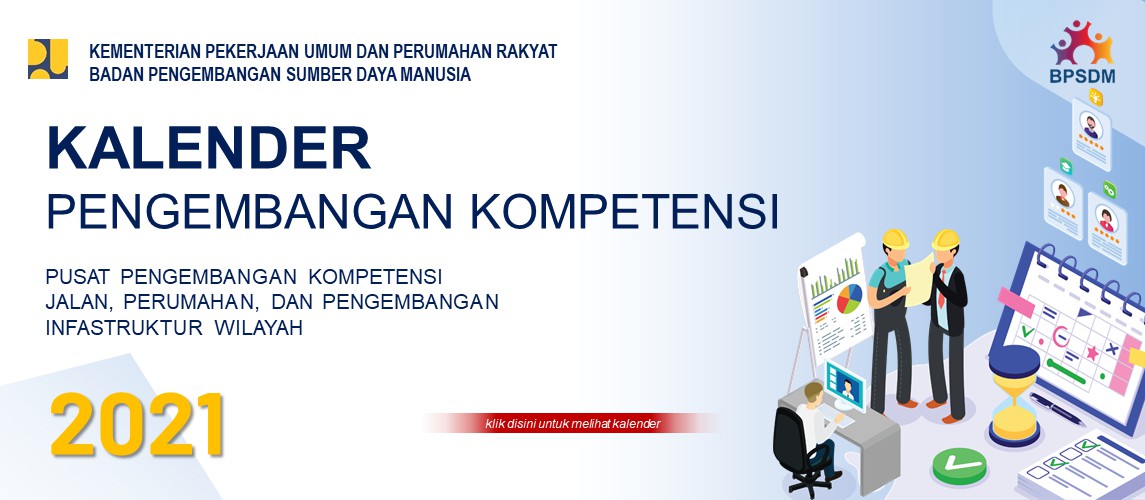 KEMENTERIAN PEKERJAAN UMUM DAN PERUMAHAN RAKYAT
BADAN PENGEMBANGAN SUMBER DAYA MANUSIA
BPSDM
KALENDER
PENGEMBANGAN KOMPETENSI
PUSAT PENGEMBANGAN KOMPETENSI
JALAN, PERUMAHAN, DAN PENGEMBANGAN
INFASTRUKTUR WILAYAH
2021
klik disini untuk melihat kalender